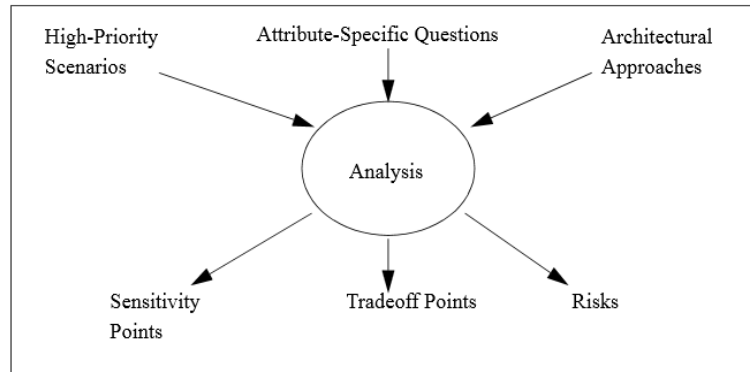 High-Priority
Scenarios
Attribute-Specific Questions
Architectural
Approaches
Analysis
Sensitivity
Points
Tradeoff Points
Risks